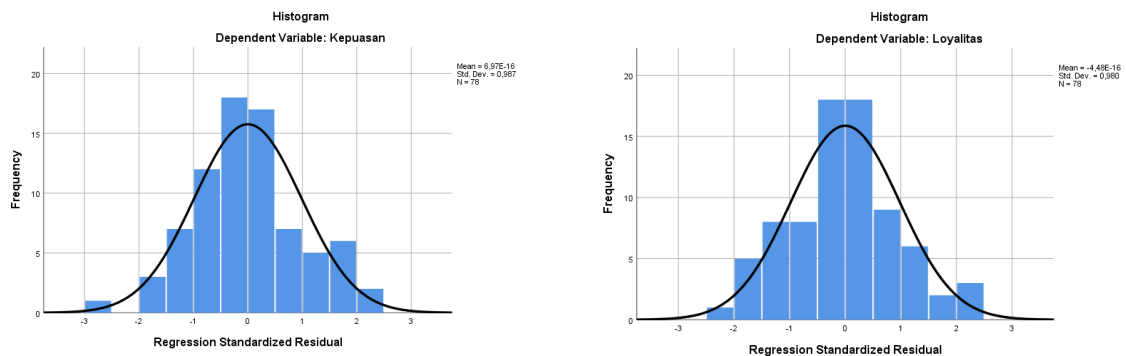 Histogram
Dependent Variable: Kepuasan
Mean = 6,97E-16
Std. Dev. = 0,987
N = 78
20
15
10
5
0
Frequency
-3 -2 -1 0 1 2 3
Regression Standardized Residual
Histogram
Dependent Variable: Loyalitas
Mean = -4,48E-16
Std. Dev. = 0,980
N = 78
20
15
10
5
0
Frequency
-3 -2 -1 0 1 2 3
Regression Standardized Residual